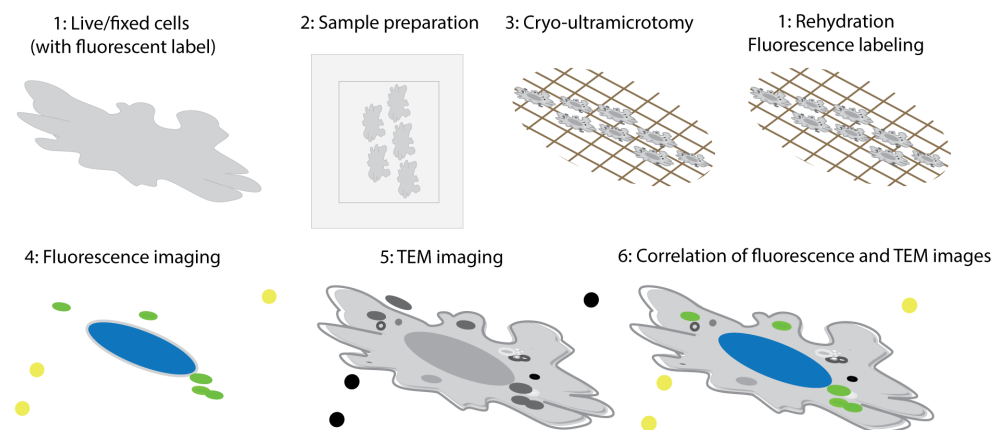 1: Live/fixed cells
(with fluorescent label)
2: Sample preparation
3: Cryo-ultramicrotomy
1: Rehydration
Fluorescence labeling
4: Fluorescence imaging
5: TEM imaging
6: Correlation of fluorescence and TEM images